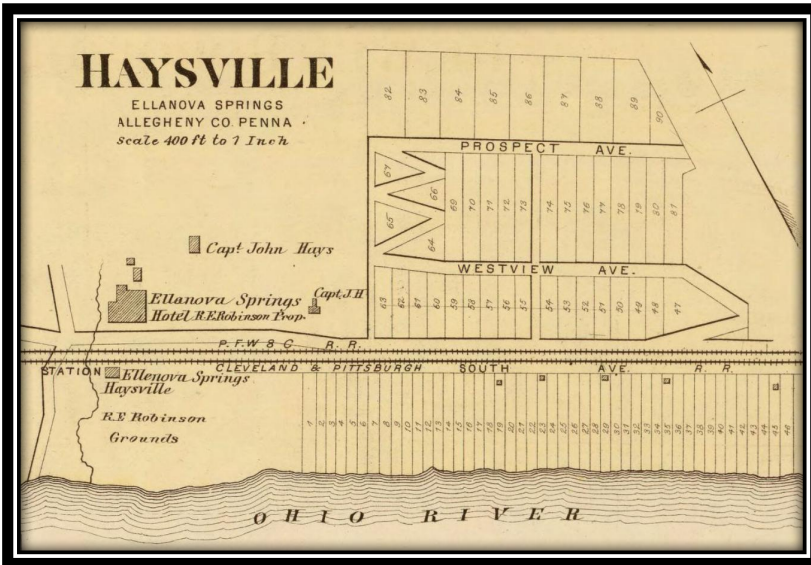 HAYSVILLE
ELLANOVA SPRINGS
ALLEGHENY CO. PENNA.
Scale 400 ft to 1 Inch
82 83 84 85 86 87 88 89 90
PROSPECT AVE.
67 66 65 64
69 70 71 72 73 74 75 76 77 78 79 80 81
WESTVIEW AVE.
63 62 61 60 59 58 57 56 55 54 53 52 51 50 49 48 47
Capt John Hays
Ellanova Springs
Hotel R.E.Robinson Prop.
Capt. J.H
P. F. W & C R. R.
CLEVELAND & PITTSBURGH SOUTH AVE. R. R.
STATION Ellenova Springs
Haysville
R.E Robinson
Grounds
1 2 3 4 5 6 7 8 9 10 11 12 13 14 15 16 17 18 19 20 21 22 23 24 25 26 27 28 29 30 31 32 33 34 35 36 37 38 39 40 41 42 43 44 45 46
OHIO RIVER